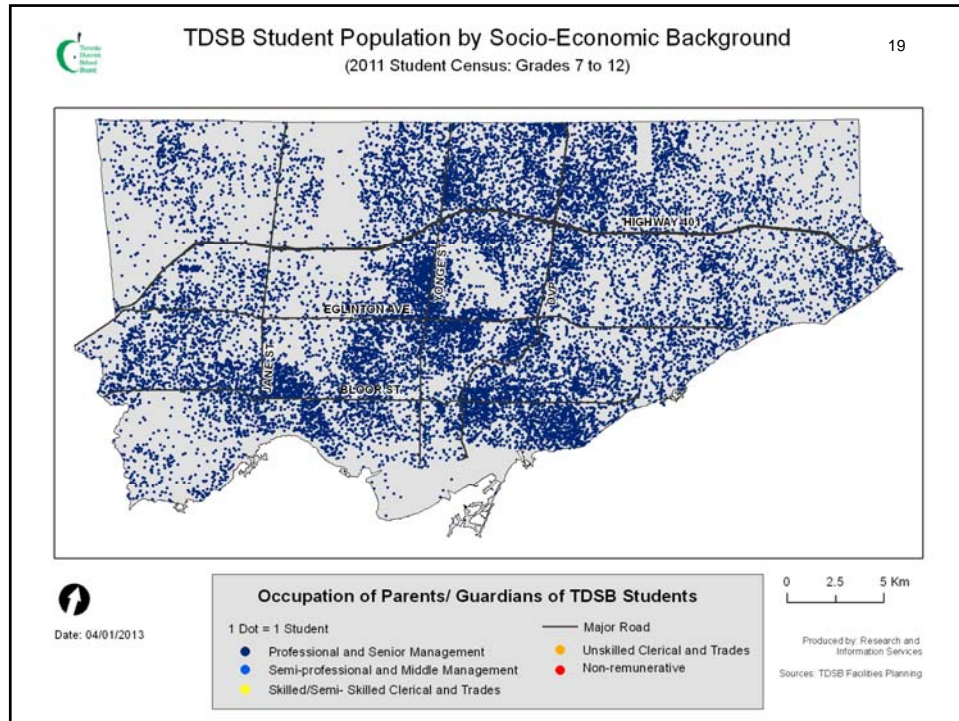 Toronto
District
School
Board
TDSB Student Population by Socio-Economic Background
(2011 Student Census: Grades 7 to 12)
19
HIGHWAY 401
YONGE ST.
DVP
EGLINTON AVE.
JANE ST.
BLOOR ST.
Date: 04/01/2013
Occupation of Parents/ Guardians of TDSB Students
1 Dot = 1 Student
Major Road
Professional and Senior Management
Unskilled Clerical and Trades
Semi-professional and Middle Management
Non-remunerative
Skilled/Semi- Skilled Clerical and Trades
0 2.5 5 Km
Produced by: Research and
Information Services
Sources: TDSB Facilities Planning